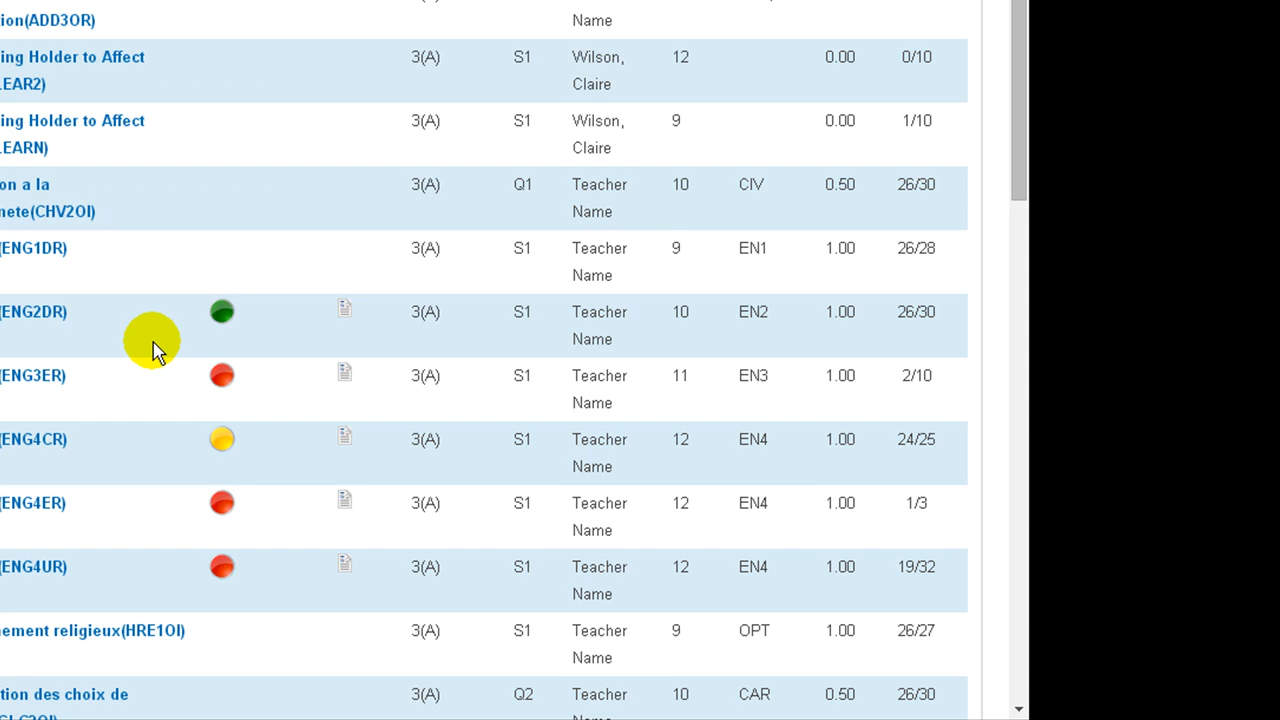 tion(ADD3OR) Name
ing Holder to Affect 3(A) S1 Wilson, 12 0.00 0/10
LEAR2) Claire
ing Holder to Affect 3(A) S1 Wilson, 9 0.00 1/10
LEARN) Claire
on a la 3(A) Q1 Teacher 10 CIV 0.50 26/30
nete(CHV2OI) Name
(ENG1DR) 3(A) S1 Teacher 9 EN1 1.00 26/28
Name
(ENG2DR) 3(A) S1 Teacher 10 EN2 1.00 26/30
Name
(ENG3ER) 3(A) S1 Teacher 11 EN3 1.00 2/10
Name
(ENG4CR) 3(A) S1 Teacher 12 EN4 1.00 24/25
Name
(ENG4ER) 3(A) S1 Teacher 12 EN4 1.00 1/3
Name
(ENG4UR) 3(A) S1 Teacher 12 EN4 1.00 19/32
Name
nement religieux(HRE1OI) 3(A) S1 Teacher 9 OPT 1.00 26/27
Name
tion des choix de 3(A) Q2 Teacher 10 CAR 0.50 26/30